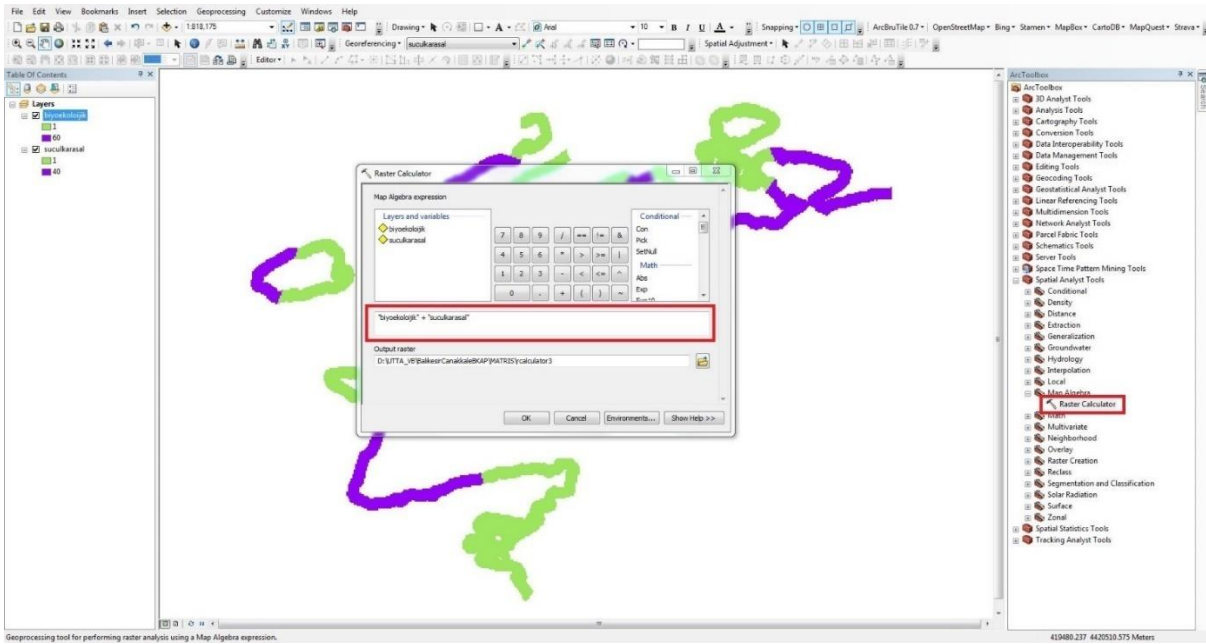 File Edit View Bookmarks Insert Selection Geoprocessing Customize Windows Help
1:818,175
Drawing
A
Arial
10
B I U A
Snapping
ArcBruTile 0.7 OpenStreetMap Bing Stamen MapBox CartoDB MapQuest Strava
Georeferencing
suculkarasal
Spatial Adjustment
Editor
Table Of Contents
Layers
biyoekolojik
1
60
suculkarasal
1
40
Raster Calculator
Map Algebra expression
Layers and variables
biyoekolojik
suculkarasal
7 8 9 / == != &
4 5 6 * > >= |
1 2 3 - < <= ^
0 . + ( ) ~
Conditional
Con
Pick
SetNull
Math
Abs
Exp
"biyoekolojik" + "suculkarasal"
Output raster
D:\UTTA_VB\BalikesirCanakkaleBKAP\MATRIS\rcalculator3
OK Cancel Environments... Show Help >>
ArcToolbox
ArcToolbox
3D Analyst Tools
Analysis Tools
Cartography Tools
Conversion Tools
Data Interoperability Tools
Data Management Tools
Editing Tools
Geocoding Tools
Geostatistical Analyst Tools
Linear Referencing Tools
Multidimension Tools
Network Analyst Tools
Parcel Fabric Tools
Schematics Tools
Server Tools
Space Time Pattern Mining Tools
Spatial Analyst Tools
Conditional
Density
Distance
Extraction
Generalization
Groundwater
Hydrology
Interpolation
Local
Map Algebra
Raster Calculator
Math
Multivariate
Neighborhood
Overlay
Raster Creation
Reclass
Segmentation and Classification
Solar Radiation
Surface
Zonal
Spatial Statistics Tools
Tracking Analyst Tools
Search
Geoprocessing tool for performing raster analysis using a Map Algebra expression.
419480.237 4420510.575 Meters